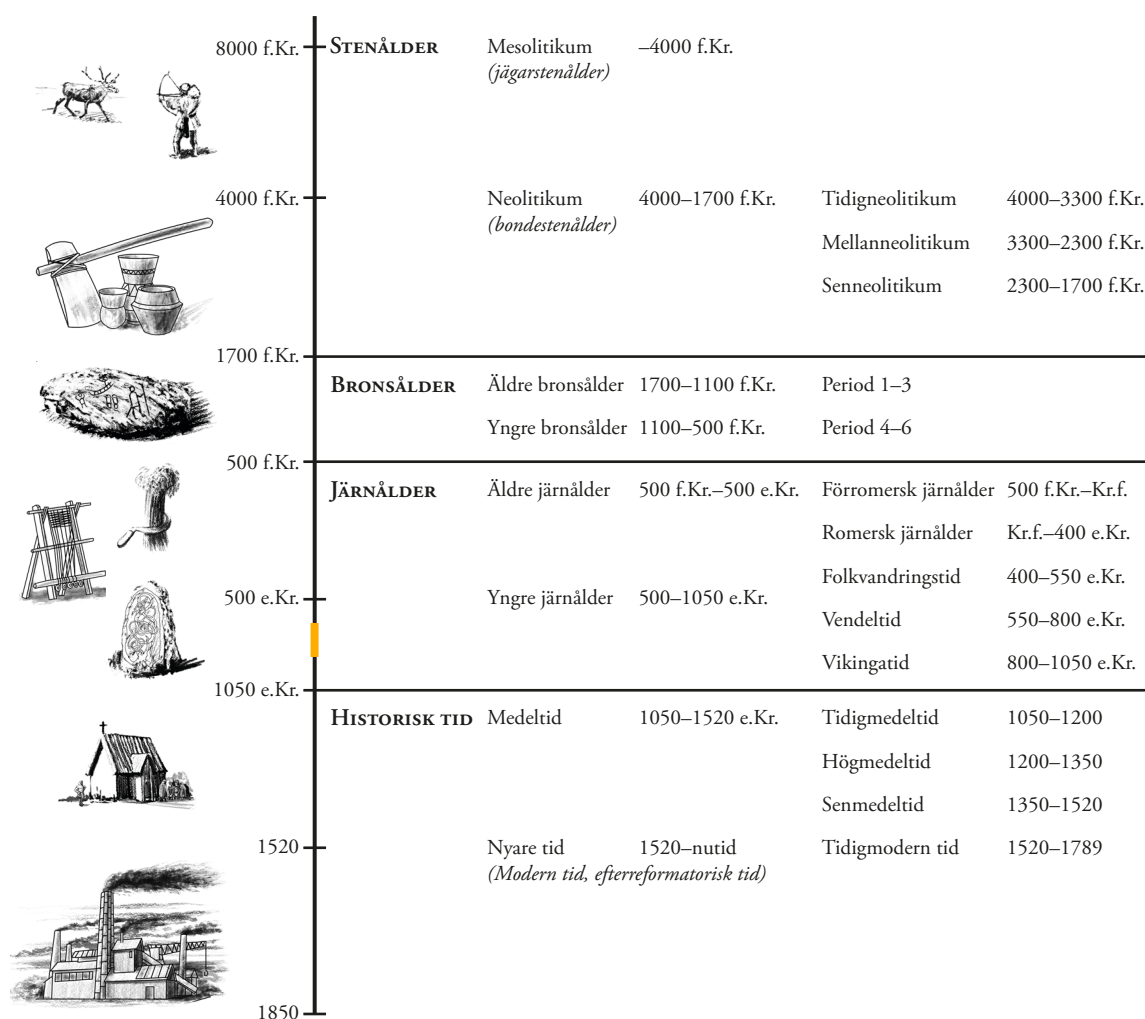 8000 f.Kr. STENÅLDER Mesolitikum –4000 f.Kr.
(jägarstenålder)
4000 f.Kr. Neolitikum 4000–1700 f.Kr. Tidigneolitikum 4000–3300 f.Kr.
(bondestenålder)
Mellanneolitikum 3300–2300 f.Kr.
Senneolitikum 2300–1700 f.Kr.
1700 f.Kr.
BRONSÅLDER Äldre bronsålder 1700–1100 f.Kr. Period 1–3
Yngre bronsålder 1100–500 f.Kr. Period 4–6
500 f.Kr.
JÄRNÅLDER Äldre järnålder 500 f.Kr.–500 e.Kr. Förromersk järnålder 500 f.Kr.–Kr.f.
Romersk järnålder Kr.f.–400 e.Kr.
Folkvandringstid 400–550 e.Kr.
500 e.Kr. Yngre järnålder 500–1050 e.Kr.
Vendeltid 550–800 e.Kr.
Vikingatid 800–1050 e.Kr.
1050 e.Kr.
HISTORISK TID Medeltid 1050–1520 e.Kr. Tidigmedeltid 1050–1200
Högmedeltid 1200–1350
Senmedeltid 1350–1520
1520 Nyare tid 1520–nutid Tidigmodern tid 1520–1789
(Modern tid, efterreformatorisk tid)
1850